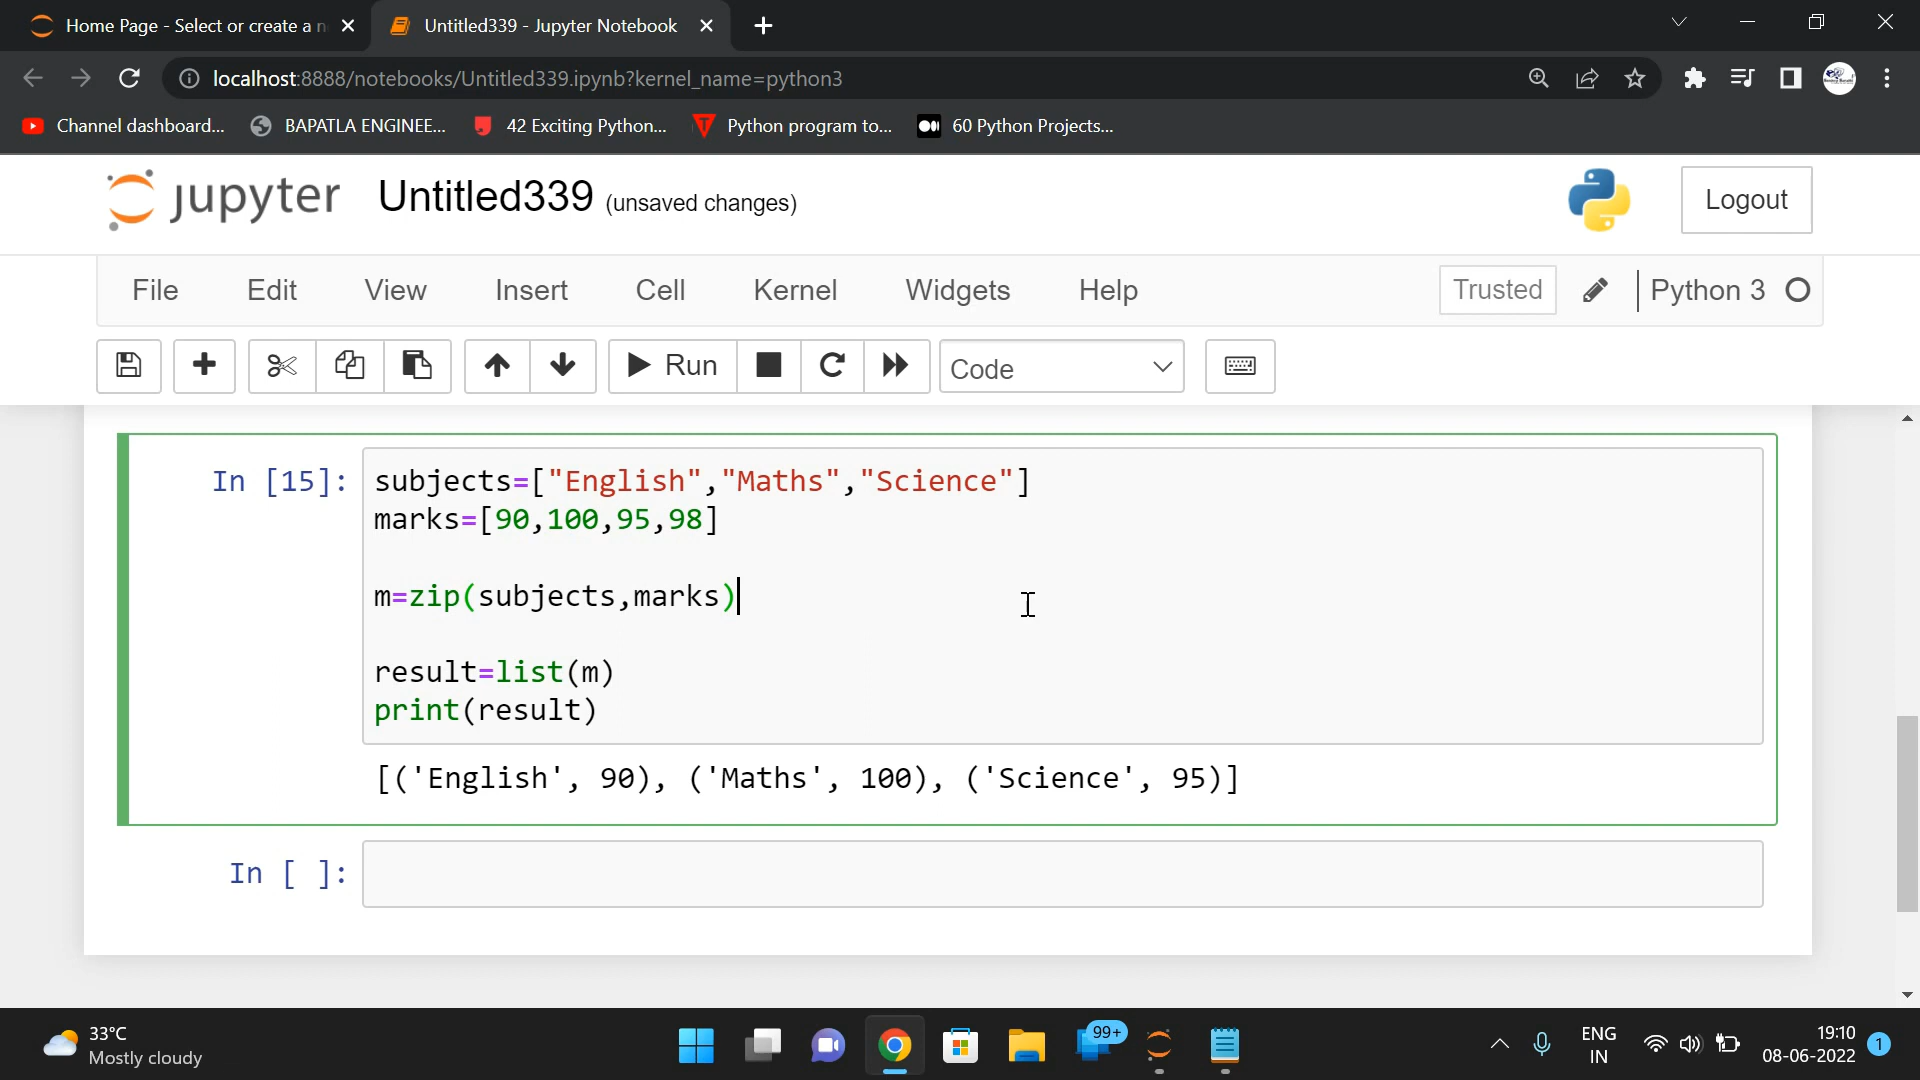 Home Page - Select or create a n
Untitled339 - Jupyter Notebook
localhost:8888/notebooks/Untitled339.ipynb?kernel_name=python3
Channel dashboard...
BAPATLA ENGINEE...
42 Exciting Python...
Python program to...
60 Python Projects...
jupyter
Untitled339 (unsaved changes)
Logout
File
Edit
View
Insert
Cell
Kernel
Widgets
Help
Trusted
Python 3
Run
Code
In [15]:
subjects=["English","Maths","Science"]
marks=[90,100,95,98]
m=zip(subjects,marks)
result=list(m)
print(result)
[('English', 90), ('Maths', 100), ('Science', 95)]
In [ ]:
33°C
Mostly cloudy
99+
ENG
IN
19:10
08-06-2022
1